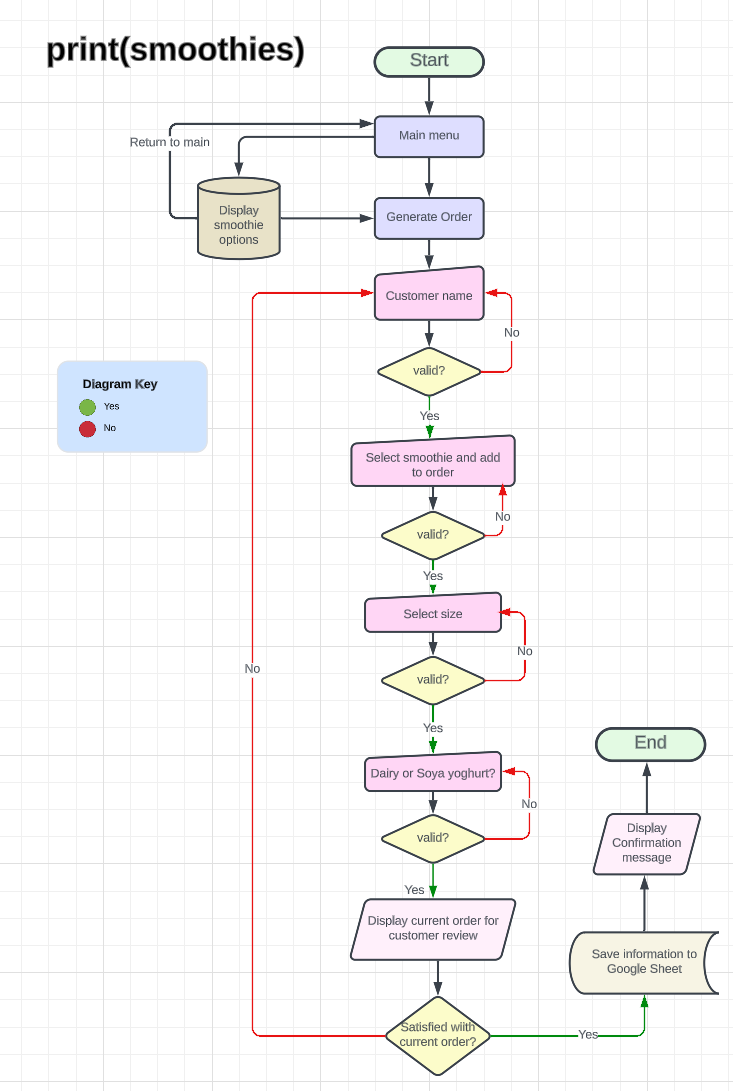 print(smoothies)
Start
Main menu
Return to main
Display
smoothie
options
Generate Order
Customer name
No
valid?
Yes
Diagram Key
Yes
No
Select smoothie and add
to order
No
valid?
Yes
Select size
No
valid?
Yes
No
Dairy or Soya yoghurt?
No
valid?
Yes
Display current order for
customer review
Satisfied wiith
current order?
Yes
Save information to
Google Sheet
Display
Confirmation
message
End